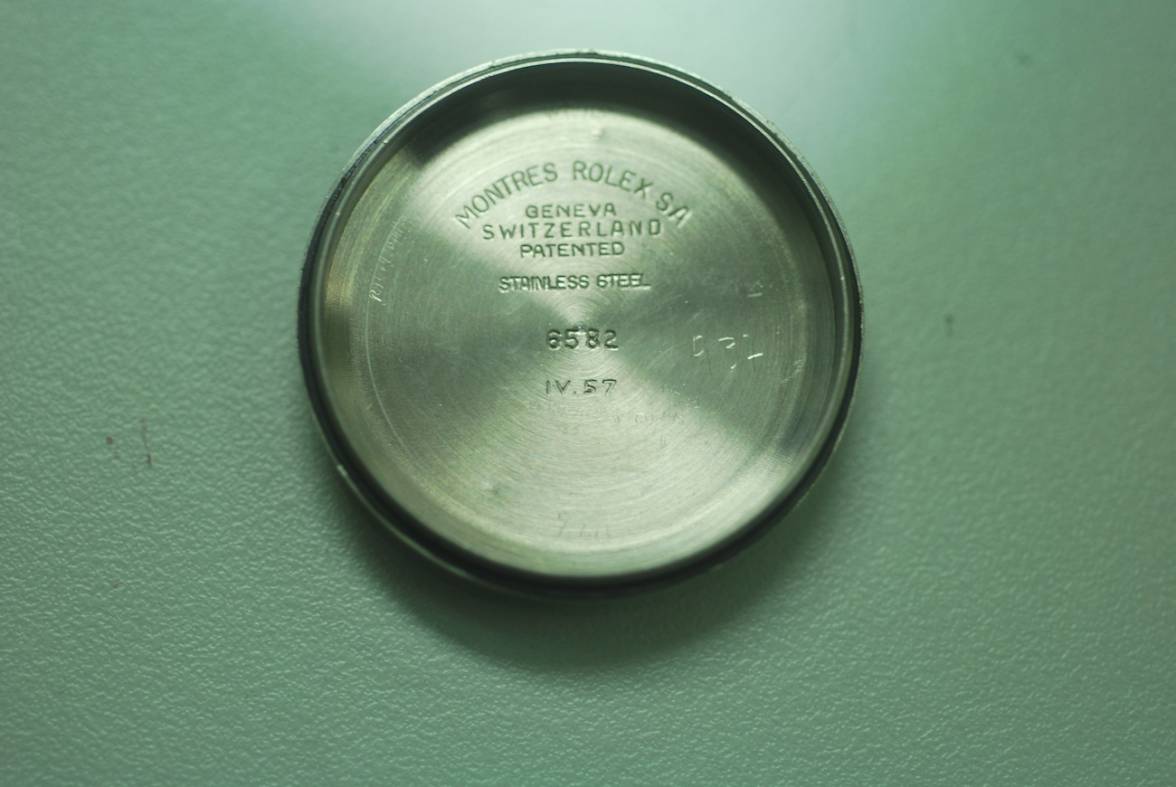 MONTRES ROLEX SA
GENEVA
SWITZERLAND
PATENTED
STAINLESS STEEL
6582
IV.57